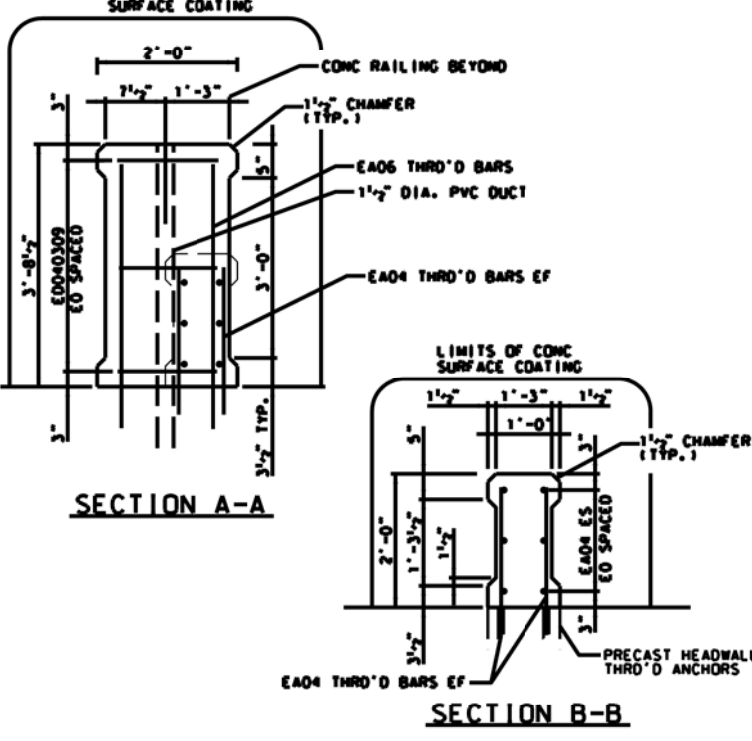 SURFACE COATING
2'-0"
CONC RAILING BEYOND
7½"
1'-3"
3"
1½" CHAMFER
(TYP.)
5"
EA06 THRD'D BARS
1½" DIA. PVC DUCT
3'-8½"
ED040309
EQ SPACED
3'-0"
EA04 THRD'D BARS EF
3"
3½" TYP.
SECTION A-A
LIMITS OF CONC
SURFACE COATING
1½"
1'-3"
1½"
1'-0"
5"
3"
1½" CHAMFER
(TYP.)
2'-0"
1'-3½"
1½"
EA04 ES
EQ SPACED
3½"
3"
PRECAST HEADWALL
THRD'D ANCHORS
EA04 THRD'D BARS EF
SECTION B-B